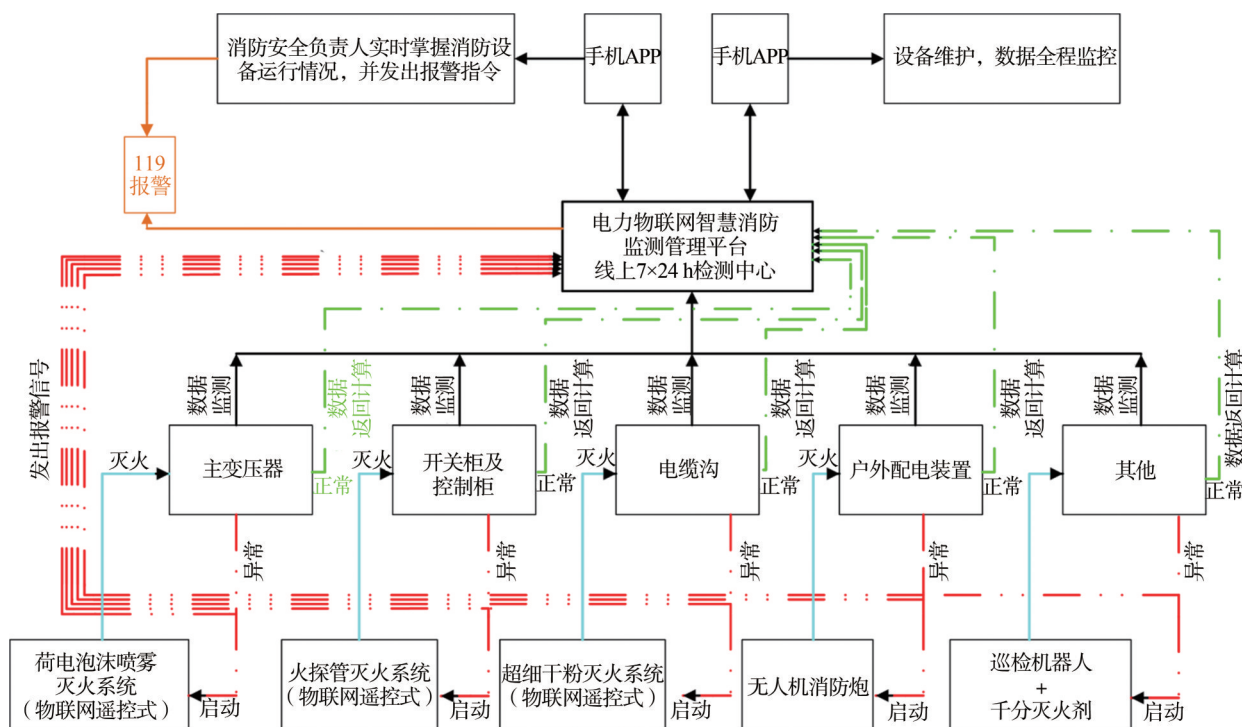 消防安全负责人实时掌握消防设
备运行情况，并发出报警指令
手机APP
手机APP
设备维护，数据全程监控
119
报警
电力物联网智慧消防
监测管理平台
线上7×24 h检测中心
发出报警信号
数据
监测
数据
返回计算
数据
监测
数据
返回计算
数据
监测
数据
返回计算
数据
监测
数据
返回计算
数据
监测
数据返回计算
灭火
主变压器
正常
灭火
开关柜及
控制柜
正常
灭火
电缆沟
正常
灭火
户外配电装置
正常
其他
正常
异常
异常
异常
异常
异常
荷电泡沫喷雾
灭火系统
（物联网遥控式）
启动
火探管灭火系统
（物联网遥控式）
启动
超细干粉灭火系统
（物联网遥控式）
启动
无人机消防炮
启动
巡检机器人
+
千分灭火剂
启动